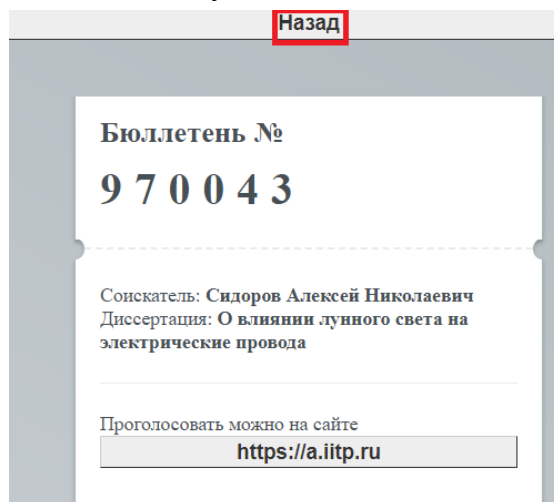 Назад
Бюллетень №
9 7 0 0 4 3
Соискатель: Сидоров Алексей Николаевич
Диссертация: О влиянии лунного света на
электрические провода
Проголосовать можно на сайте
https://a.iitp.ru